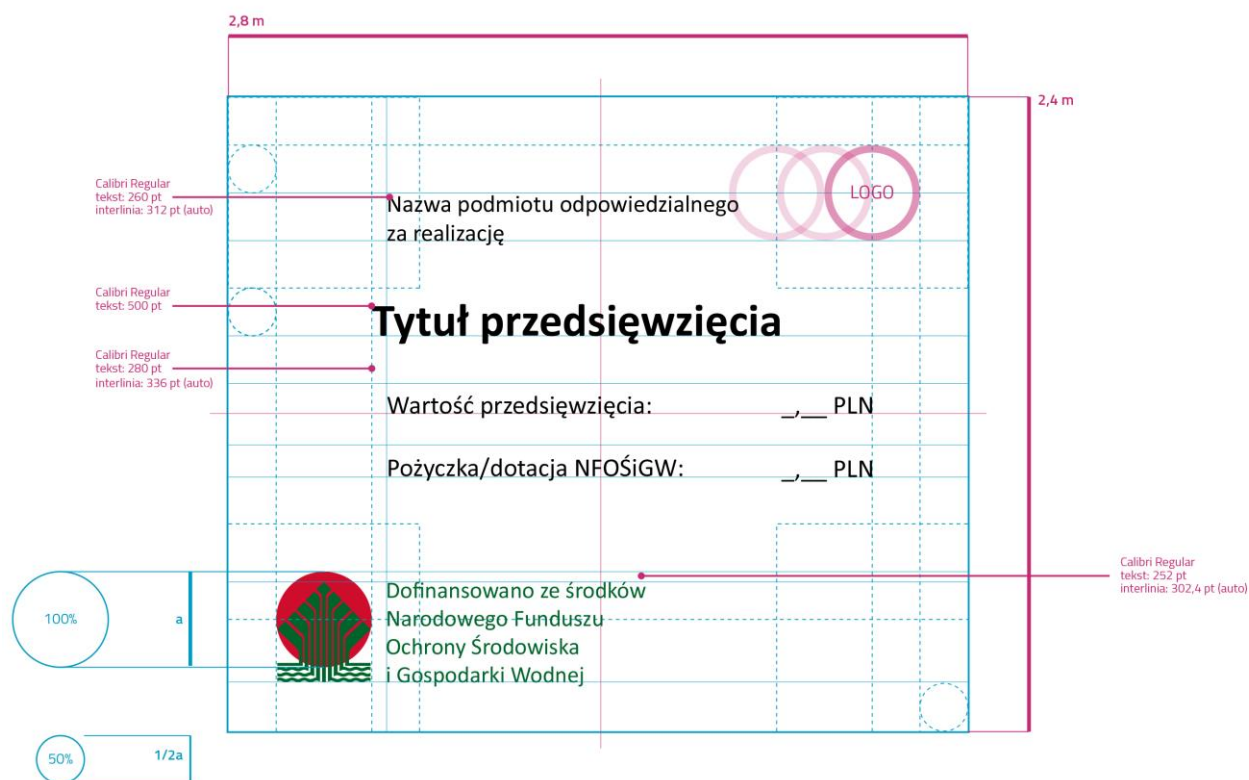 2,8 m
2,4 m
Calibri Regular
tekst: 260 pt
interlinia: 312 pt (auto)
Nazwa podmiotu odpowiedzialnego
za realizację
LOGO
Calibri Regular
tekst: 500 pt
Tytuł przedsięwzięcia
Calibri Regular
tekst: 280 pt
interlinia: 336 pt (auto)
Wartość przedsięwzięcia: _,__ PLN
Pożyczka/dotacja NFOŚiGW: _,__ PLN
Calibri Regular
tekst: 252 pt
interlinia: 302,4 pt (auto)
100%
a
Dofinansowano ze środków
Narodowego Funduszu
Ochrony Środowiska
i Gospodarki Wodnej
50%
1/2a